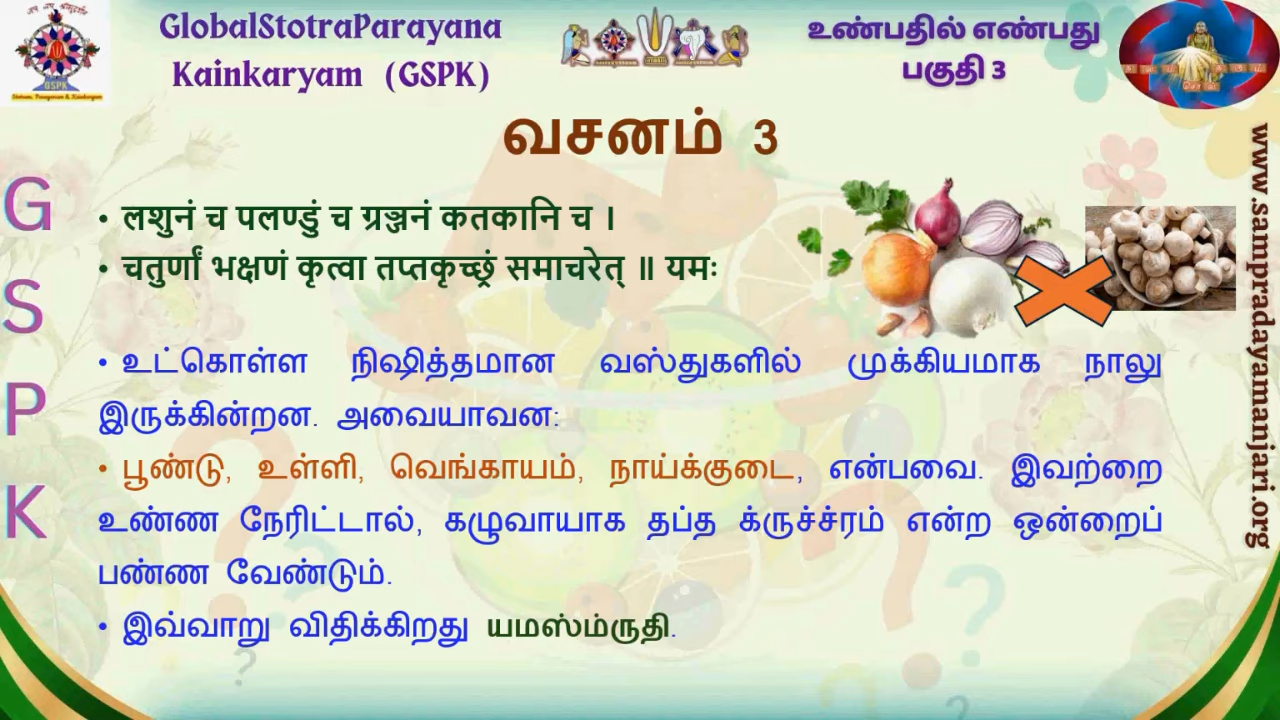 GlobalStotraParayana
Kainkaryam (GSPK)
உண்பதில் எண்பது
பகுதி 3
GSPK
வசனம் 3
G
S
P
K
• लशुनं च पलण्डुं च ग्रञ्जनं कतकानि च ।
• चतुर्णां भक्षणं कृत्वा तप्तकृच्छ्रं समाचरेत् ॥ यमः
• உட்கொள்ள நிஷித்தமான வஸ்துகளில் முக்கியமாக நாலு
இருக்கின்றன. அவையாவன:
• பூண்டு, உள்ளி, வெங்காயம், நாய்க்குடை, என்பவை. இவற்றை
உண்ண நேரிட்டால், கழுவாயாக தப்த க்ருச்ச்ரம் என்ற ஒன்றைப்
பண்ண வேண்டும்.
• இவ்வாறு விதிக்கிறது யமஸ்ம்ருதி.
www.sampradayamanjari.org